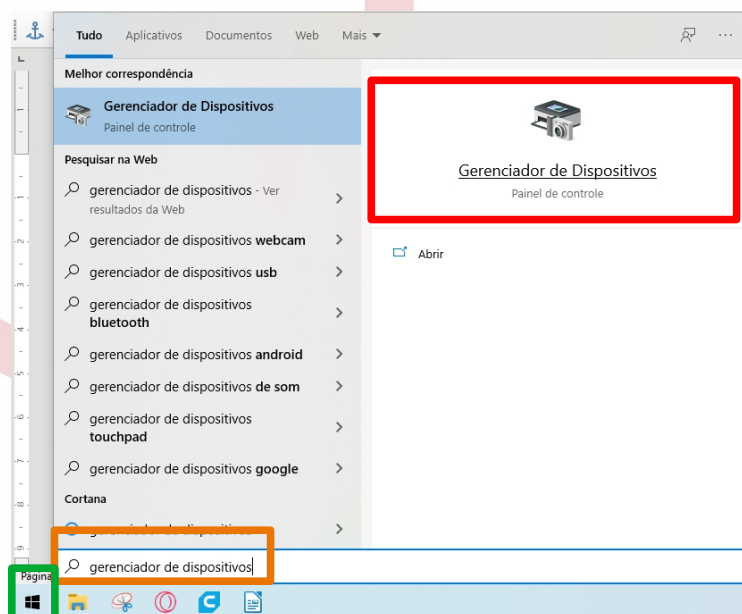 Tudo Aplicativos Documentos Web Mais
Melhor correspondência
Gerenciador de Dispositivos
Painel de controle
Pesquisar na Web
gerenciador de dispositivos - Ver
resultados da Web
gerenciador de dispositivos webcam
gerenciador de dispositivos usb
gerenciador de dispositivos
bluetooth
gerenciador de dispositivos android
gerenciador de dispositivos de som
gerenciador de dispositivos
touchpad
gerenciador de dispositivos google
Cortana
gerenciador de dispositivos
gerenciador de dispositivos
Gerenciador de Dispositivos
Painel de controle
Abrir
Página